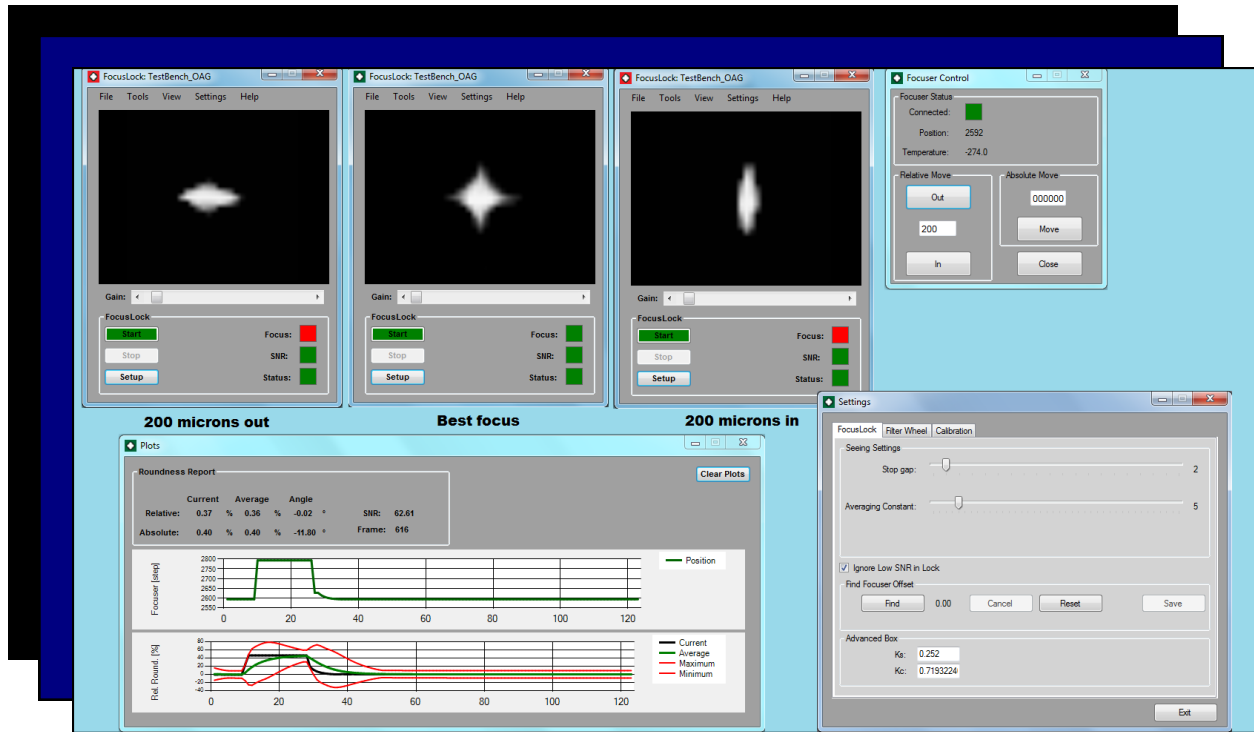 FocusLock: TestBench_OAG
File Tools View Settings Help
Gain:
FocusLock
Start
Focus:
Stop
SNR:
Setup
Status:
200 microns out
FocusLock: TestBench_OAG
File Tools View Settings Help
Gain:
FocusLock
Start
Focus:
Stop
SNR:
Setup
Status:
Best focus
FocusLock: TestBench_OAG
File Tools View Settings Help
Gain:
FocusLock
Start
Focus:
Stop
SNR:
Setup
Status:
200 microns in
Focuser Control
Focuser Status
Connected:
Position: 2592
Temperature: -274.0
Relative Move
Out
200
In
Absolute Move
000000
Move
Close
Plots
Roundness Report
Clear Plots
Current Average Angle
Relative: 0.37 % 0.36 % -0.02 ° SNR: 62.61
Absolute: 0.40 % 0.40 % -11.80 ° Frame: 616
Focuser [step]
2800
2750
2700
2650
2600
2550
0 20 40 60 80 100 120
Position
Rel. Round. [%]
80
60
40
20
0
-20
-40
0 20 40 60 80 100 120
Current
Average
Maximum
Minimum
Settings
FocusLock Filter Wheel Calibration
Seeing Settings
Stop gap: 2
Averaging Constant: 5
Ignore Low SNR in Lock
Find Focuser Offset
Find 0.00 Cancel Reset Save
Advanced Box
Ks: 0.252
Kc: 0.7193224
Exit